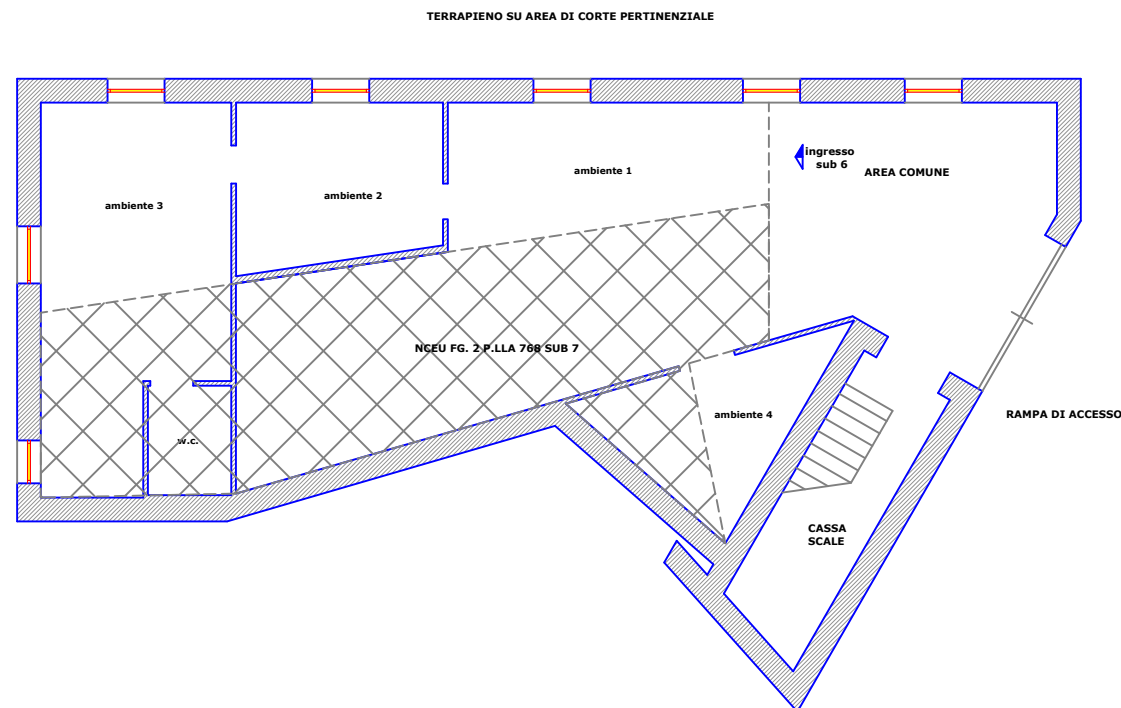 TERRAPIENO SU AREA DI CORTE PERTINENZIALE
ingresso
sub 6
ambiente 1
AREA COMUNE
ambiente 2
ambiente 3
NCEU FG. 2 P.LLA 768 SUB 7
ambiente 4
RAMPA DI ACCESSO
w.c.
CASSA
SCALE